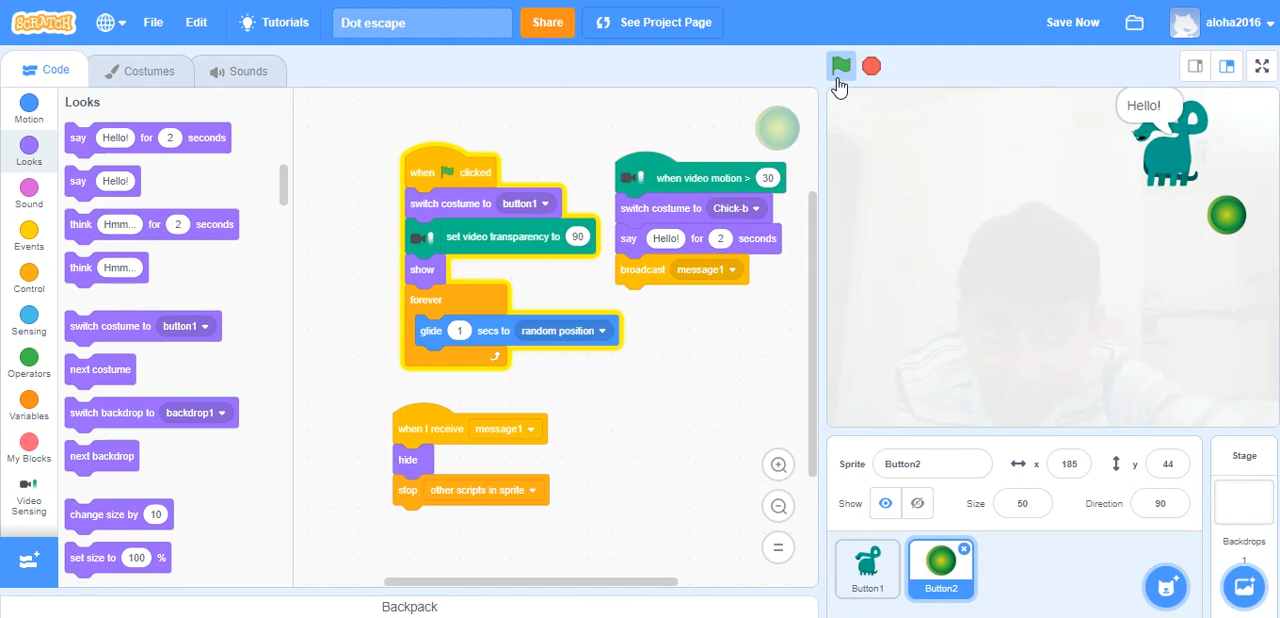 SCRATCH File Edit Tutorials Dot escape Share See Project Page Save Now aloha2016
Code Costumes Sounds
Motion
Looks
Sound
Events
Control
Sensing
Operators
Variables
My Blocks
Video
Sensing
Looks
say Hello! for 2 seconds
say Hello!
think Hmm... for 2 seconds
think Hmm...
switch costume to button1
next costume
switch backdrop to backdrop1
next backdrop
change size by 10
set size to 100 %
when clicked
switch costume to button1
set video transparency to 90
show
forever
glide 1 secs to random position
when I receive message1
hide
stop other scripts in sprite
when video motion > 30
switch costume to Chick-b
say Hello! for 2 seconds
broadcast message1
Hello!
Sprite Button2 x 185 y 44
Show Size 50 Direction 90
Button1
Button2
Stage
Backdrops
1
Backpack